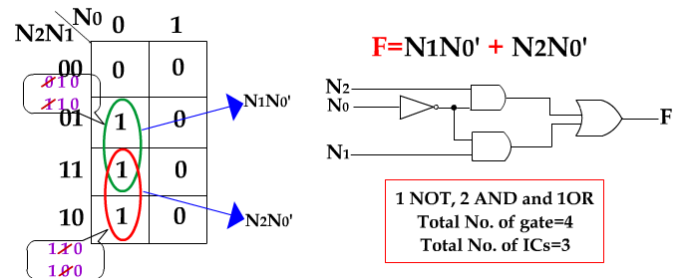 N0 0 1
N2N1
00 0 0
010
110
01 1 0
N1N0'
11 1 0
10 1 0
N2N0'
110
100
F=N1N0' + N2N0'
N2
N0
F
N1
1 NOT, 2 AND and 1OR
Total No. of gate=4
Total No. of ICs=3